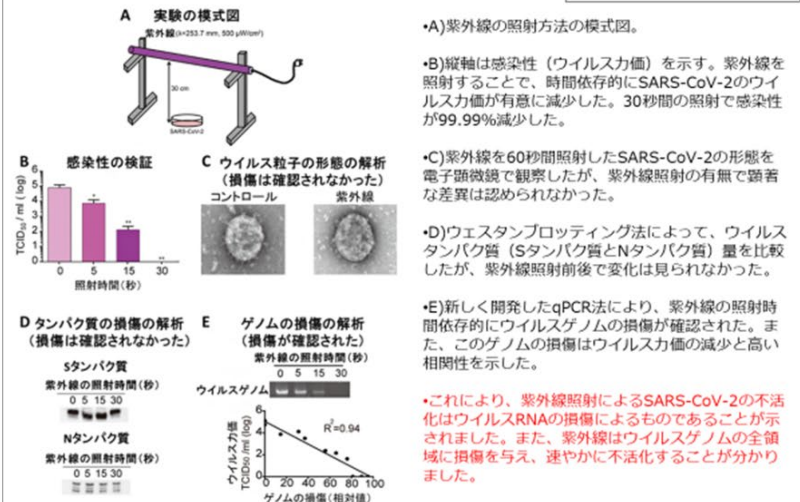 A 実験の模式図
紫外線(λ=253.7 mm, 500 μW/cm²)
30 cm
SARS-CoV-2
B 感染性の検証
TCID₅₀/ ml ( log)
6
5
4
3
2
1
0
*
**
**
0 5 15 30
照射時間（秒）
C ウイルス粒子の形態の解析
（損傷は確認されなかった）
コントロール 紫外線
D タンパク質の損傷の解析
（損傷は確認されなかった）
Sタンパク質
紫外線の照射時間（秒）
0 5 15 30
Nタンパク質
紫外線の照射時間（秒）
0 5 15 30
E ゲノムの損傷の解析
（損傷が確認された）
紫外線の照射時間（秒）
0 5 15 30
ウイルスゲノム
ウイルス力価
TCID₅₀ /ml (log)
6
4
2
0
R²=0.94
0 20 40 60 80 100
ゲノムの損傷（相対値）
•A)紫外線の照射方法の模式図。
•B)縦軸は感染性（ウイルス力価）を示す。紫外線を
照射することで、時間依存的にSARS-CoV-2のウイ
ルス力価が有意に減少した。30秒間の照射で感染性
が99.99%減少した。
•C)紫外線を60秒間照射したSARS-CoV-2の形態を
電子顕微鏡で観察したが、紫外線照射の有無で顕著
な差異は認められなかった。
•D)ウェスタンブロッティング法によって、ウイルス
タンパク質（Sタンパク質とNタンパク質）量を比較
したが、紫外線照射前後で変化は見られなかった。
•E)新しく開発したqPCR法により、紫外線の照射時
間依存的にウイルスゲノムの損傷が確認された。ま
た、このゲノムの損傷はウイルス力価の減少と高い
相関性を示した。
•これにより、紫外線照射によるSARS-CoV-2の不活
化はウイルスRNAの損傷によるものであることが示
されました。また、紫外線はウイルスゲノムの全領
域に損傷を与え、速やかに不活化することが分かり
ました。